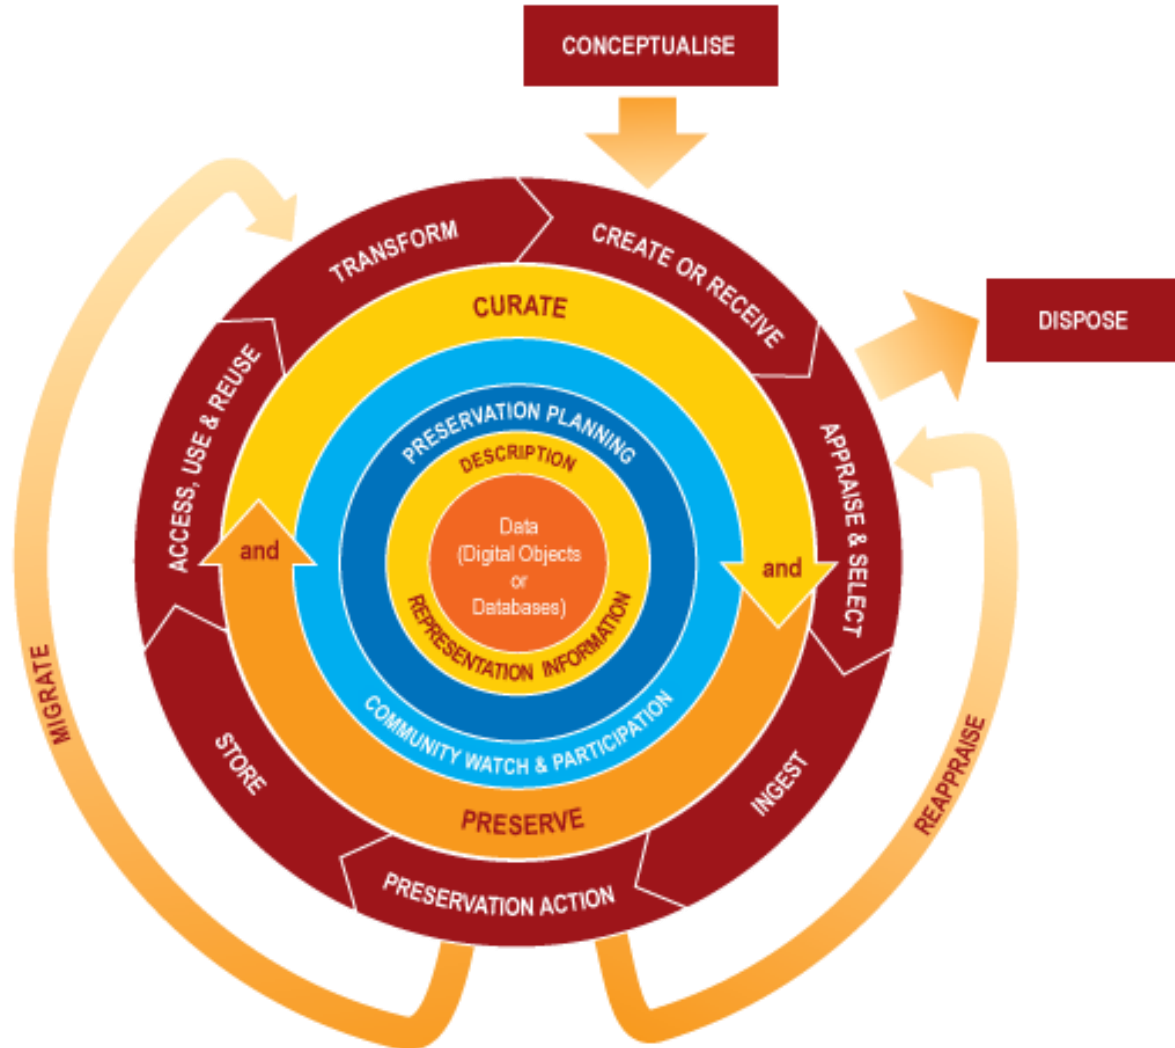 CONCEPTUALISE
DISPOSE
TRANSFORM
CREATE OR RECEIVE
APPRAISE & SELECT
INGEST
PRESERVATION ACTION
STORE
ACCESS, USE & REUSE
MIGRATE
REAPPRAISE
CURATE
and
PRESERVE
and
COMMUNITY WATCH & PARTICIPATION
PRESERVATION PLANNING
DESCRIPTION
REPRESENTATION INFORMATION
Data
(Digital Objects
or
Databases)